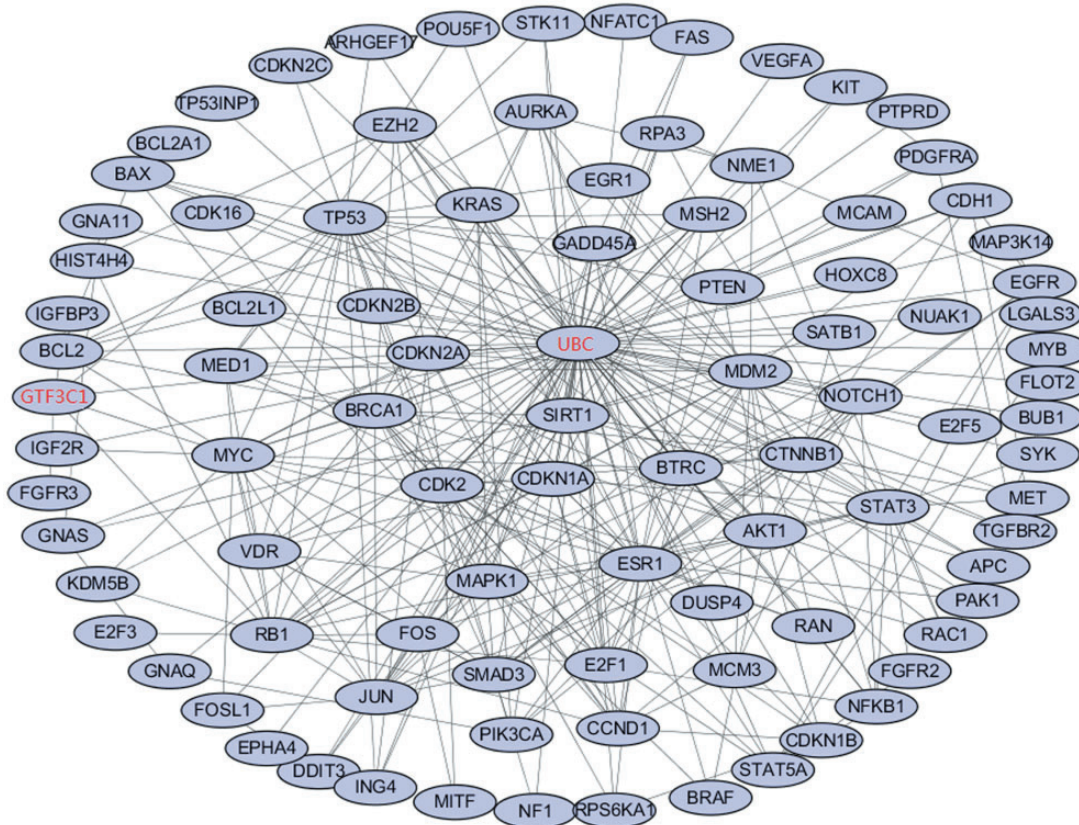 STK11
NFATC1
POU5F1
FAS
ARHGEF17
CDKN2C
VEGFA
KIT
TP53INP1
PTPRD
EZH2
AURKA
RPA3
BCL2A1
BAX
NME1
PDGFRA
EGR1
CDH1
GNA11
CDK16
TP53
KRAS
MSH2
MCAM
GADD45A
MAP3K14
HIST4H4
HOXC8
EGFR
PTEN
IGFBP3
BCL2L1
CDKN2B
LGALS3
NUAK1
SATB1
UBC
MYB
BCL2
CDKN2A
MED1
MDM2
FLOT2
GTF3C1
NOTCH1
BRCA1
SIRT1
BUB1
E2F5
IGF2R
MYC
CTNNB1
SYK
BTRC
CDKN1A
CDK2
FGFR3
MET
STAT3
GNAS
AKT1
TGFBR2
VDR
ESR1
APC
KDM5B
MAPK1
PAK1
DUSP4
RAN
E2F3
RB1
FOS
RAC1
GNAQ
SMAD3
E2F1
MCM3
FGFR2
JUN
NFKB1
FOSL1
PIK3CA
CCND1
CDKN1B
EPHA4
DDIT3
STAT5A
ING4
MITF
NF1
RPS6KA1
BRAF